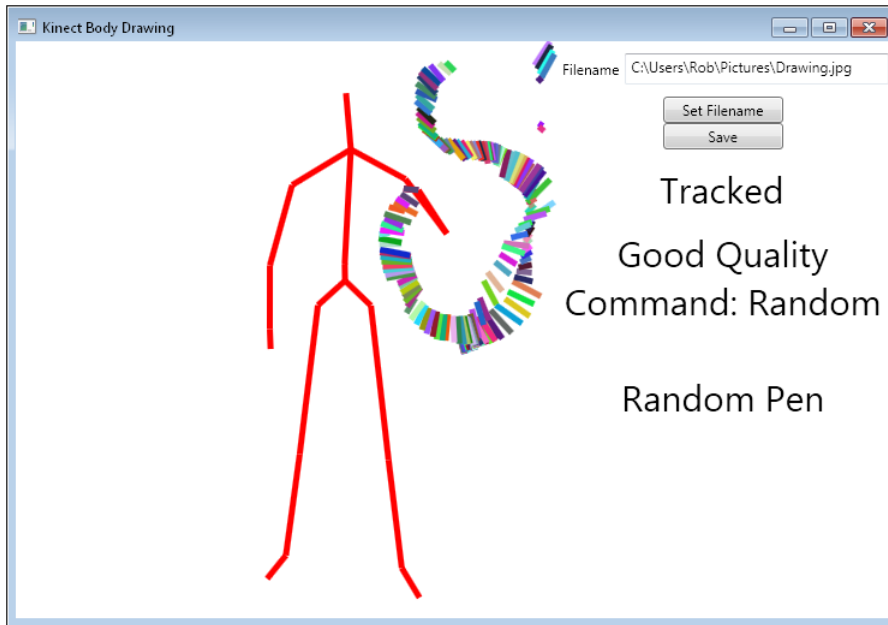 Kinect Body Drawing
Filename C:\Users\Rob\Pictures\Drawing.jpg
Set Filename
Save
Tracked
Good Quality
Command: Random
Random Pen